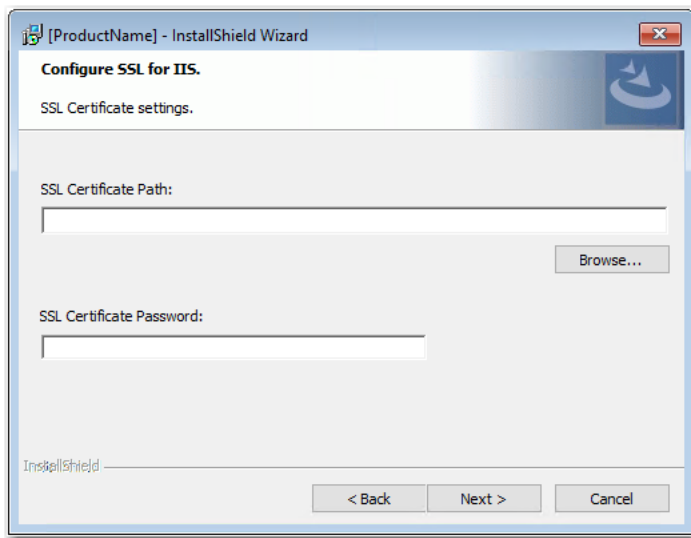 [ProductName] - InstallShield Wizard
Configure SSL for IIS.
SSL Certificate settings.
SSL Certificate Path:
Browse...
SSL Certificate Password:
InstallShield
< Back Next > Cancel